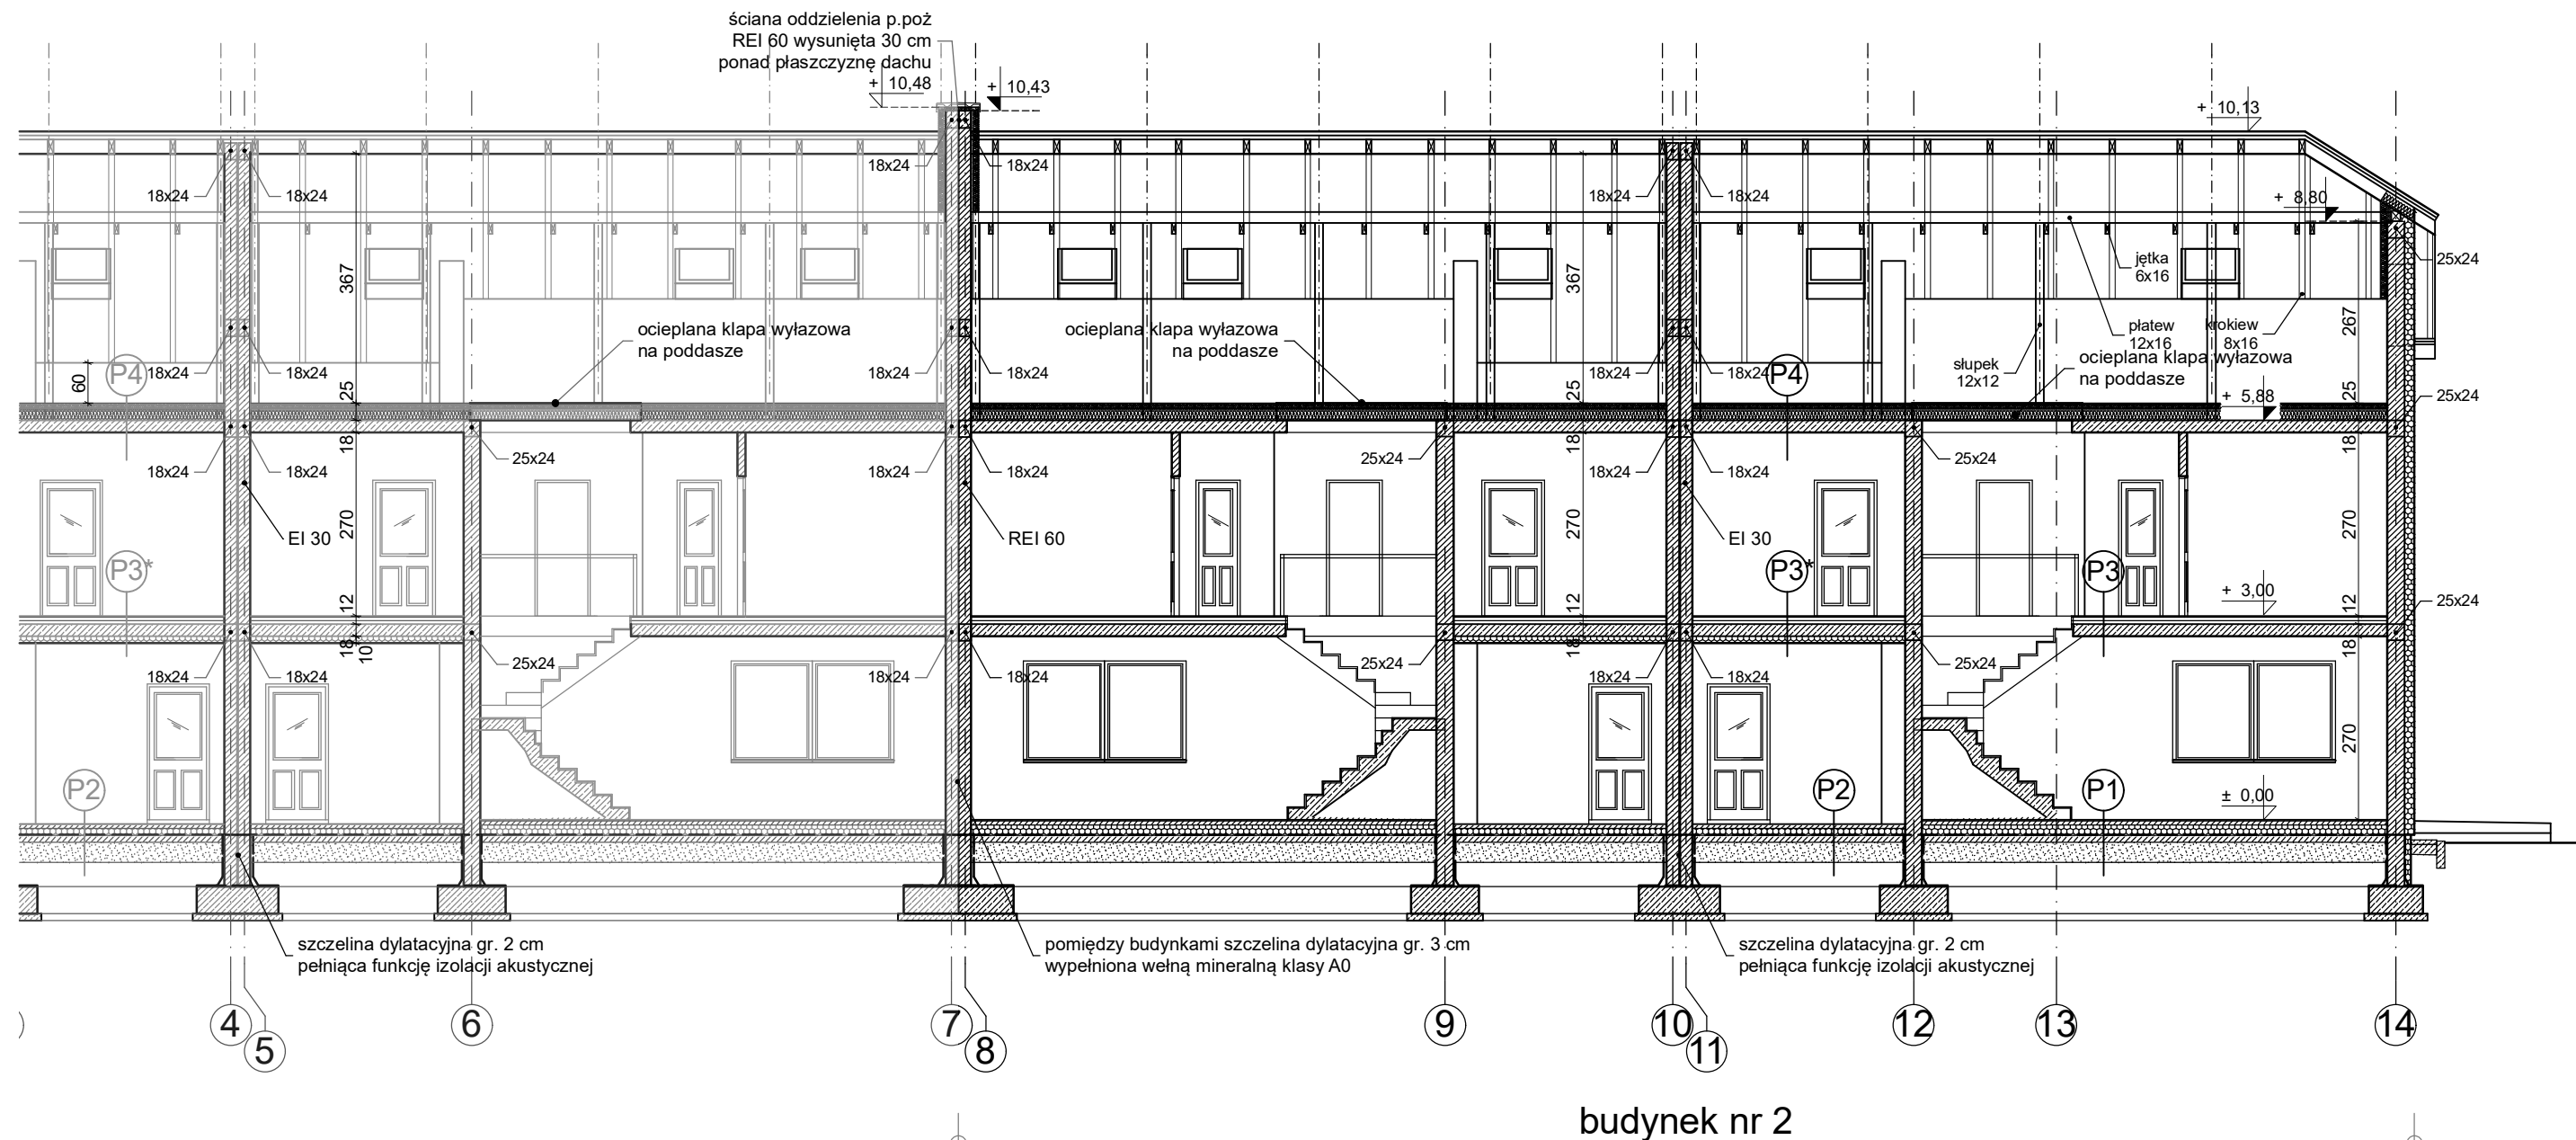 ściana oddzielenia p.poż
REI 60 wysunięta 30 cm
ponad płaszczyznę dachu
+ 10,48
+ 10,43
+ 10,13
18x24
18x24
18x24
18x24
18x24
18x24
+ 8,80
25x24
jętka
6x16
367
367
267
ocieplana klapa wyłazowa
na poddasze
ocieplana klapa wyłazowa
na poddasze
płatew
12x16
krokiew
8x16
ocieplana klapa wyłazowa
na poddasze
słupek
12x12
60
P4
18x24
18x24
18x24
18x24
18x24
18x24
P4
25
25
25
25x24
+ 5,88
18
18
18
18x24
18x24
25x24
18x24
18x24
25x24
18x24
18x24
25x24
EI 30
270
REI 60
270
EI 30
270
P3*
P3*
P3
12
12
12
+ 3,00
25x24
18
10
18
18
18x24
18x24
25x24
18x24
18x24
25x24
18x24
18x24
25x24
270
P2
P2
P1
± 0,00
szczelina dylatacyjna gr. 2 cm
pełniąca funkcję izolacji akustycznej
pomiędzy budynkami szczelina dylatacyjna gr. 3 cm
wypełniona wełną mineralną klasy A0
szczelina dylatacyjna gr. 2 cm
pełniąca funkcję izolacji akustycznej
4
5
6
7
8
9
10
11
12
13
14
budynek nr 2